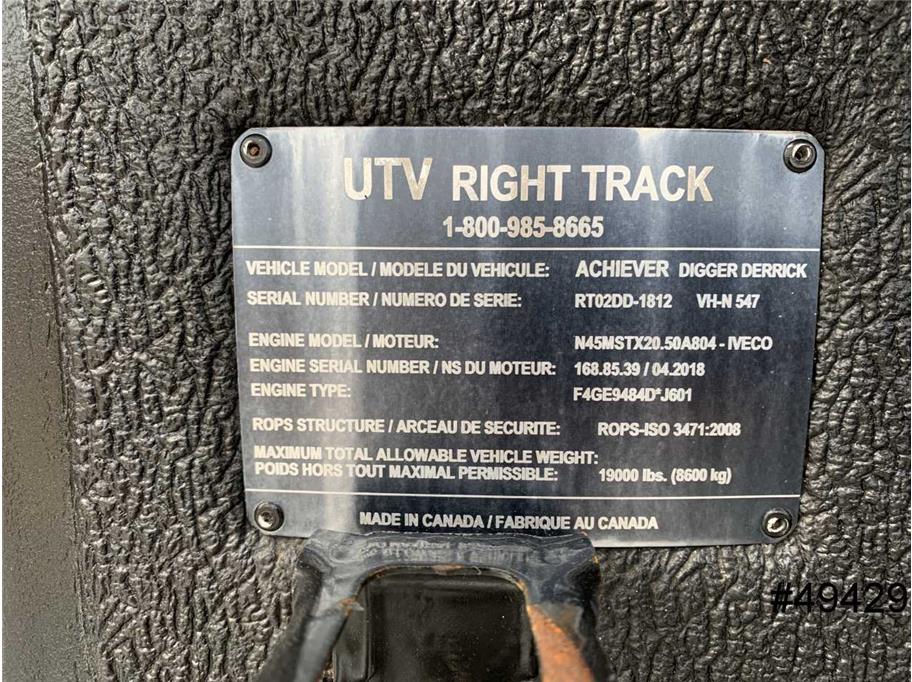 UTV RIGHT TRACK
1-800-985-8665
VEHICLE MODEL / MODELE DU VEHICULE: ACHIEVER DIGGER DERRICK
SERIAL NUMBER / NUMERO DE SERIE: RT02DD-1812 VH-N 547
ENGINE MODEL / MOTEUR: N45MSTX20.50A804 - IVECO
ENGINE SERIAL NUMBER / NS DU MOTEUR: 168.85.39 / 04.2018
ENGINE TYPE: F4GE9484D*J601
ROPS STRUCTURE / ARCEAU DE SECURITE: ROPS-ISO 3471:2008
MAXIMUM TOTAL ALLOWABLE VEHICLE WEIGHT:
POIDS HORS TOUT MAXIMAL PERMISSIBLE: 19000 lbs. (8600 kg)
MADE IN CANADA / FABRIQUE AU CANADA
#49429